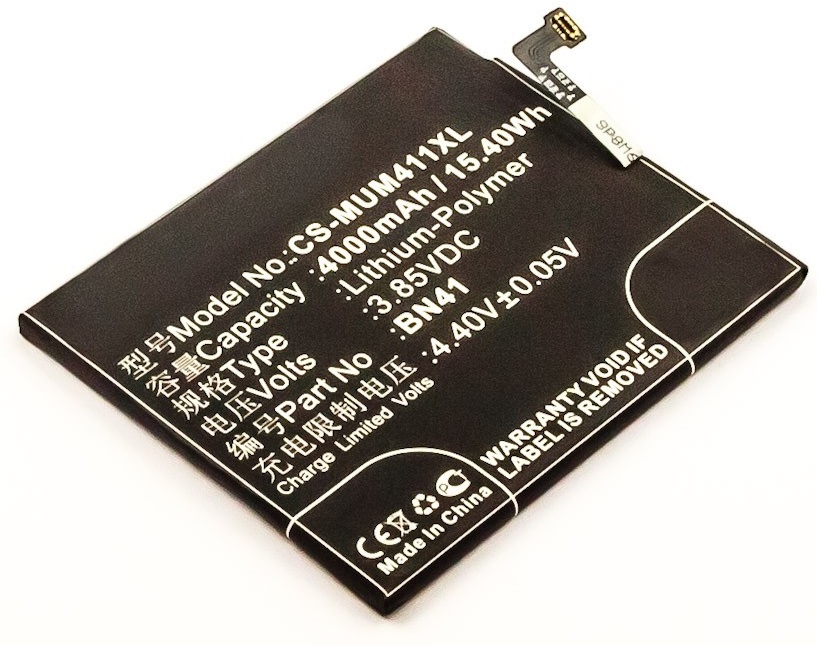 型号Model No:CS-MUM411XL
容量Capacity :4000mAh / 15.40Wh
规格Type :Lithium-Polymer
电压Volts :3.85VDC
编号Part No :BN41
充电限制电压 :4.40V±0.05V
Charge Limited Volts
WARRANTY VOID IF
LABEL IS REMOVED
CE
Made In China